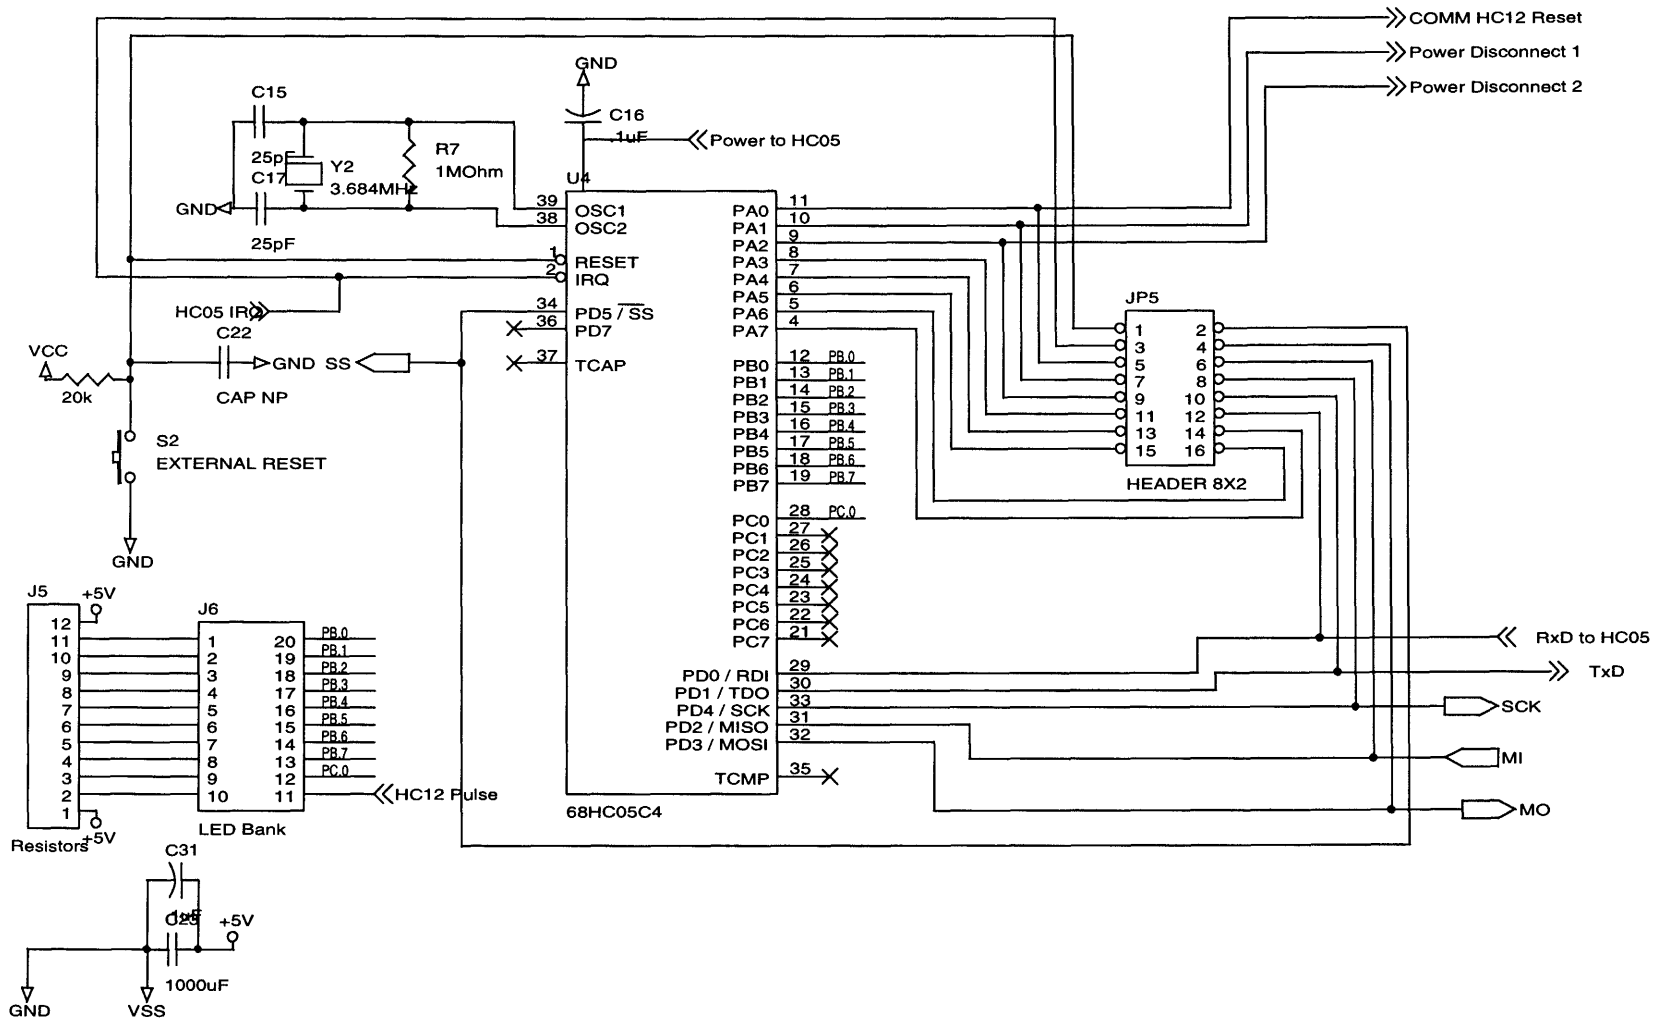 COMM HC12 Reset
Power Disconnect 1
Power Disconnect 2
GND
C16
.1uF
Power to HC05
C15
25pF
C17
Y2
3.684MHz
R7
1MOhm
GND
25pF
U4
39 OSC1
38 OSC2
1 RESET
2 IRQ
34 PD5 / SS
36 PD7
37 TCAP
HC05 IRQ
C22
GND
SS
CAP NP
VCC
20k
S2
EXTERNAL RESET
GND
PA0 11
PA1 10
PA2 9
PA3 8
PA4 7
PA5 6
PA6 5
PA7 4
PB0 12 PB.0
PB1 13 PB.1
PB2 14 PB.2
PB3 15 PB.3
PB4 16 PB.4
PB5 17 PB.5
PB6 18 PB.6
PB7 19 PB.7
PC0 28 PC.0
PC1 27
PC2 26
PC3 25
PC4 24
PC5 23
PC6 22
PC7 21
PD0 / RDI 29
PD1 / TDO 30
PD4 / SCK 33
PD2 / MISO 31
PD3 / MOSI 32
TCMP 35
68HC05C4
JP5
1 2
3 4
5 6
7 8
9 10
11 12
13 14
15 16
HEADER 8X2
RxD to HC05
TxD
SCK
MI
MO
J5
+5V
12
11
10
9
8
7
6
5
4
3
2
1
+5V
Resistors
J6
1 20 PB.0
2 19 PB.1
3 18 PB.2
4 17 PB.3
5 16 PB.4
6 15 PB.5
7 14 PB.6
8 13 PB.7
9 12 PC.0
10 11 HC12 Pulse
LED Bank
C31
.1uF
C23
+5V
1000uF
GND
VSS